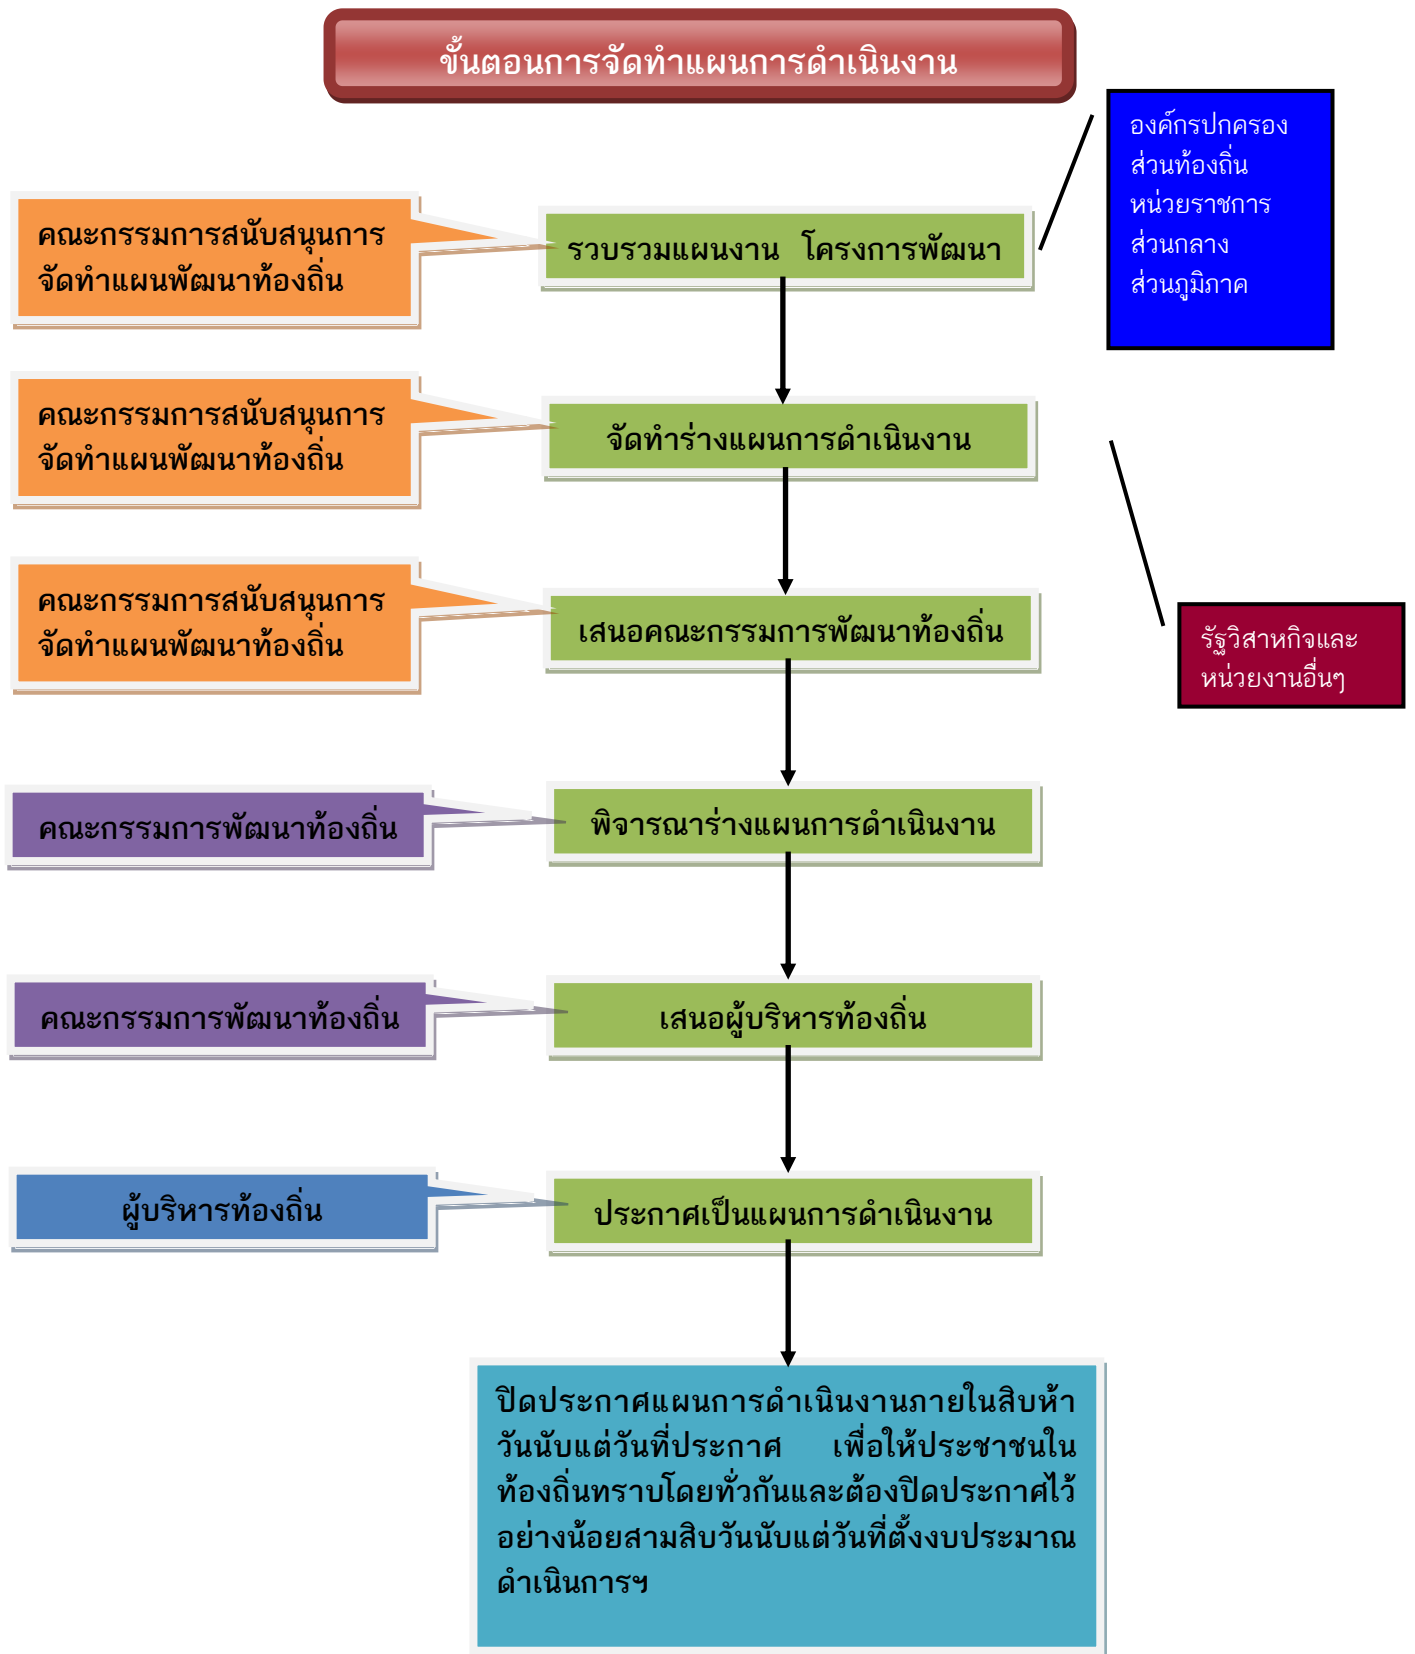 ขั้นตอนการจัดทำแผนการดำเนินงาน
องค์กรปกครอง
ส่วนท้องถิ่น
หน่วยราชการ
ส่วนกลาง
ส่วนภูมิภาค
คณะกรรมการสนับสนุนการ
จัดทำแผนพัฒนาท้องถิ่น
รวบรวมแผนงาน โครงการพัฒนา
คณะกรรมการสนับสนุนการ
จัดทำแผนพัฒนาท้องถิ่น
จัดทำร่างแผนการดำเนินงาน
คณะกรรมการสนับสนุนการ
จัดทำแผนพัฒนาท้องถิ่น
เสนอคณะกรรมการพัฒนาท้องถิ่น
รัฐวิสาหกิจและ
หน่วยงานอื่นๆ
คณะกรรมการพัฒนาท้องถิ่น
พิจารณาร่างแผนการดำเนินงาน
คณะกรรมการพัฒนาท้องถิ่น
เสนอผู้บริหารท้องถิ่น
ผู้บริหารท้องถิ่น
ประกาศเป็นแผนการดำเนินงาน
ปิดประกาศแผนการดำเนินงานภายในสิบห้า
วันนับแต่วันที่ประกาศ เพื่อให้ประชาชนใน
ท้องถิ่นทราบโดยทั่วกันและต้องปิดประกาศไว้
อย่างน้อยสามสิบวันนับแต่วันที่ตั้งงบประมาณ
ดำเนินการฯ